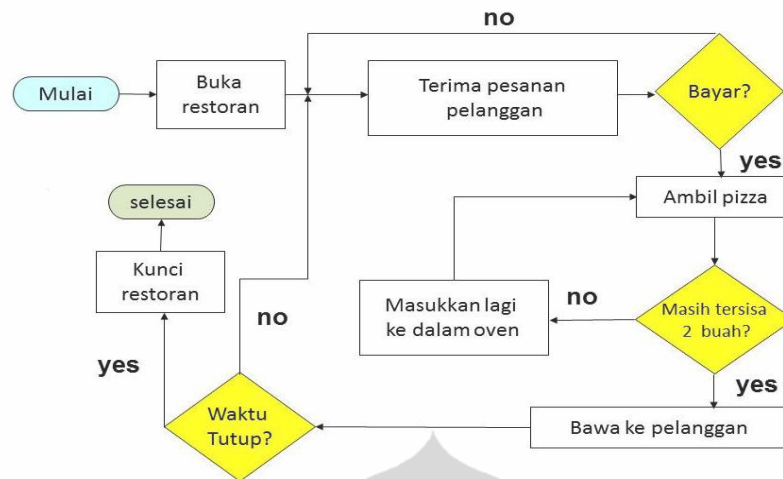 no
Mulai
Buka
restoran
Terima pesanan
pelanggan
Bayar?
yes
Ambil pizza
selesai
Kunci
restoran
no
Masukkan lagi
ke dalam oven
no
Masih tersisa
2 buah?
yes
yes
Waktu
Tutup?
Bawa ke pelanggan